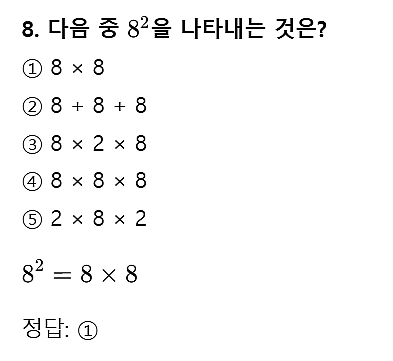 8. 다음 중 8²을 나타내는 것은?
① 8 × 8
② 8 + 8 + 8
③ 8 × 2 × 8
④ 8 × 8 × 8
⑤ 2 × 8 × 2
8² = 8 × 8
정답: ①